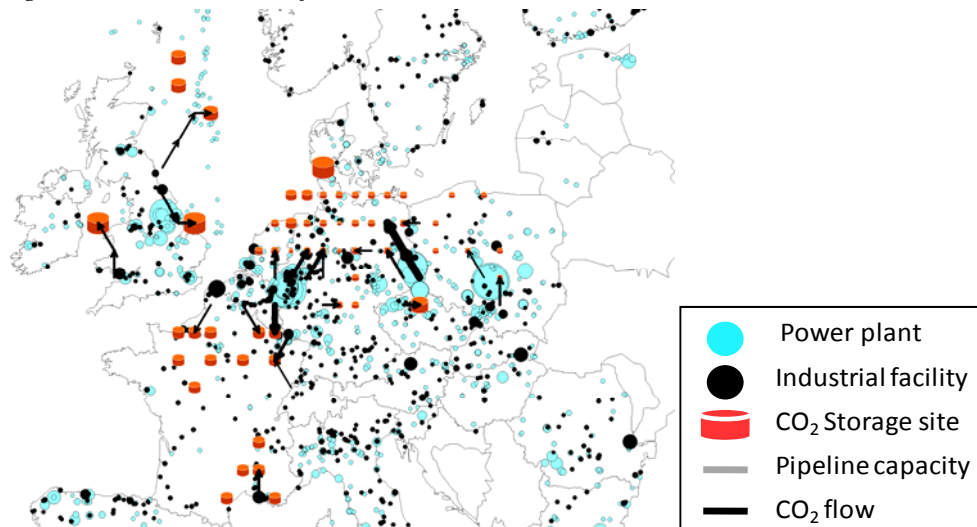 Power plant
Industrial facility
CO₂ Storage site
Pipeline capacity
CO₂ flow